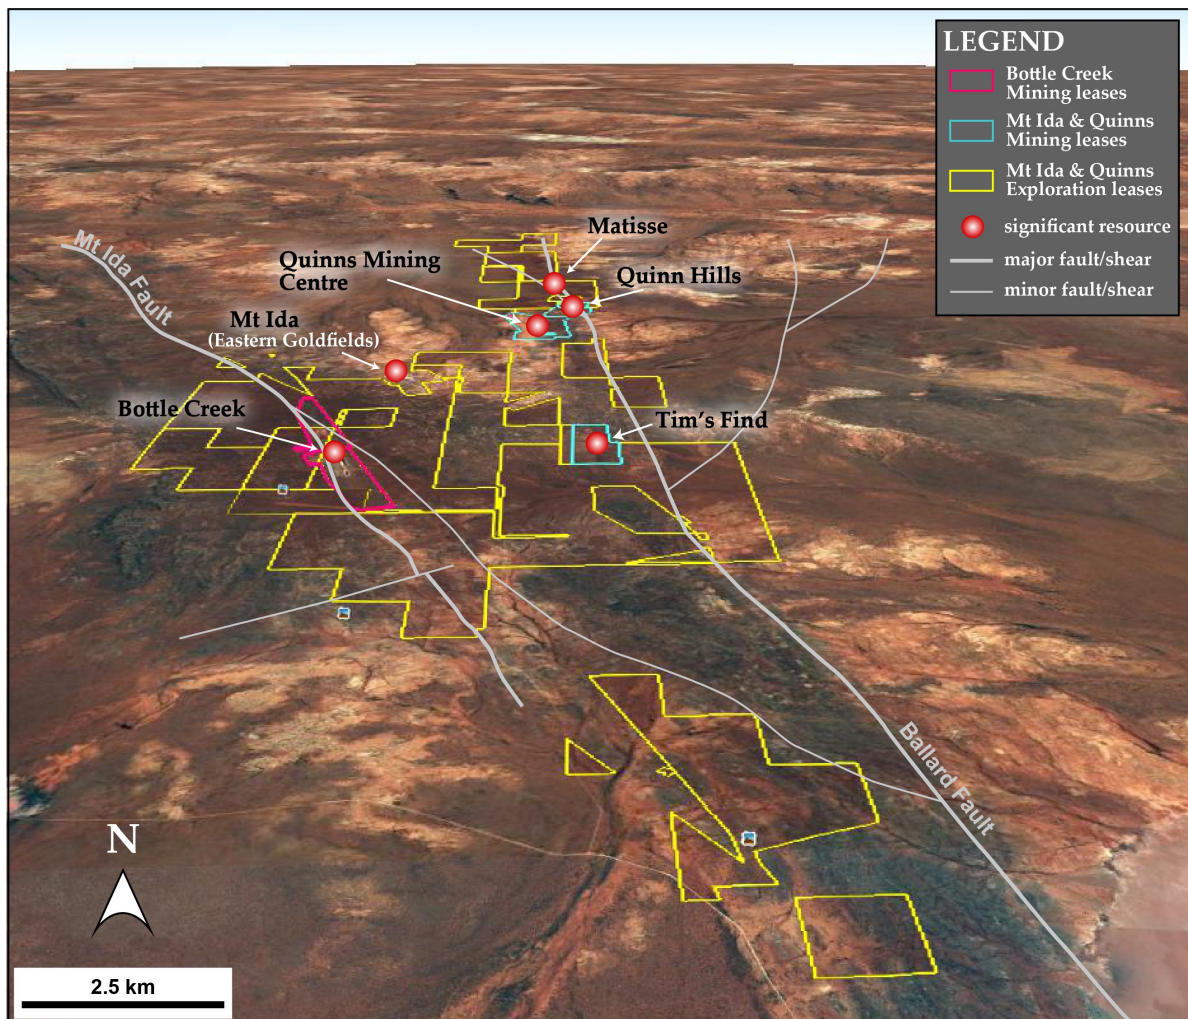 LEGEND
Bottle Creek
Mining leases
Mt Ida & Quinns
Mining leases
Mt Ida & Quinns
Exploration leases
significant resource
major fault/shear
minor fault/shear
Matisse
Mt Ida Fault
Quinns Mining
Centre
Quinn Hills
Mt Ida
(Eastern Goldfields)
Bottle Creek
Tim's Find
Ballard Fault
N
2.5 km